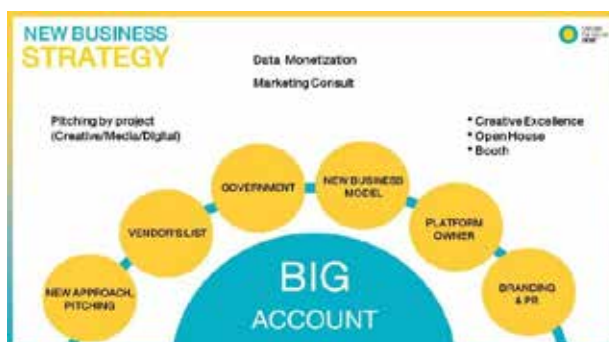 NEW BUSINESS
STRATEGY
Data Monetization
Marketing Consult
Pitching by project
(Creative/Media/Digital)
* Creative Excellence
* Open House
* Booth
GOVERNMENT
NEW BUSINESS
MODEL
VENDOR'S LIST
PLATFORM
OWNER
NEW APPROACH,
PITCHING
BRANDING
& PR
BIG
ACCOUNT